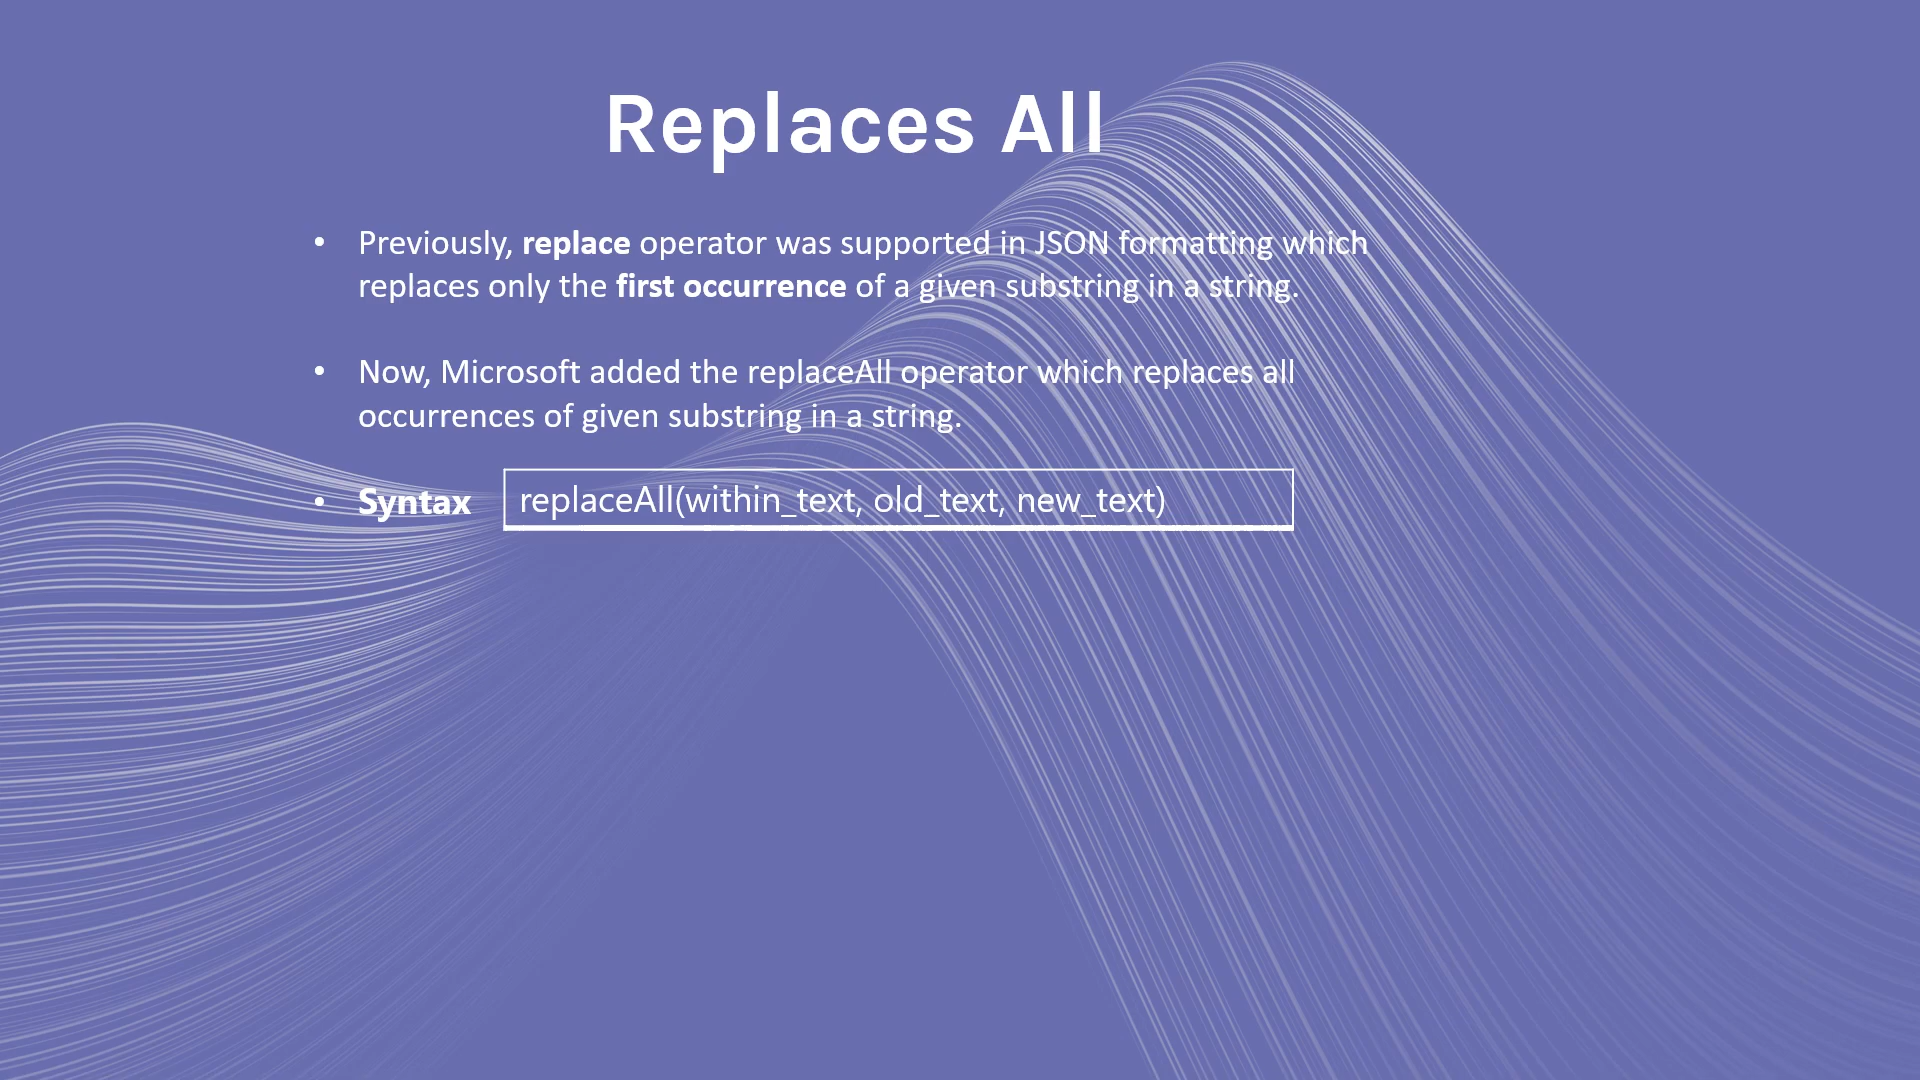 Replaces All
• Previously, replace operator was supported in JSON formatting which
replaces only the first occurrence of a given substring in a string.
• Now, Microsoft added the replaceAll operator which replaces all
occurrences of given substring in a string.
• Syntax replaceAll(within_text, old_text, new_text)